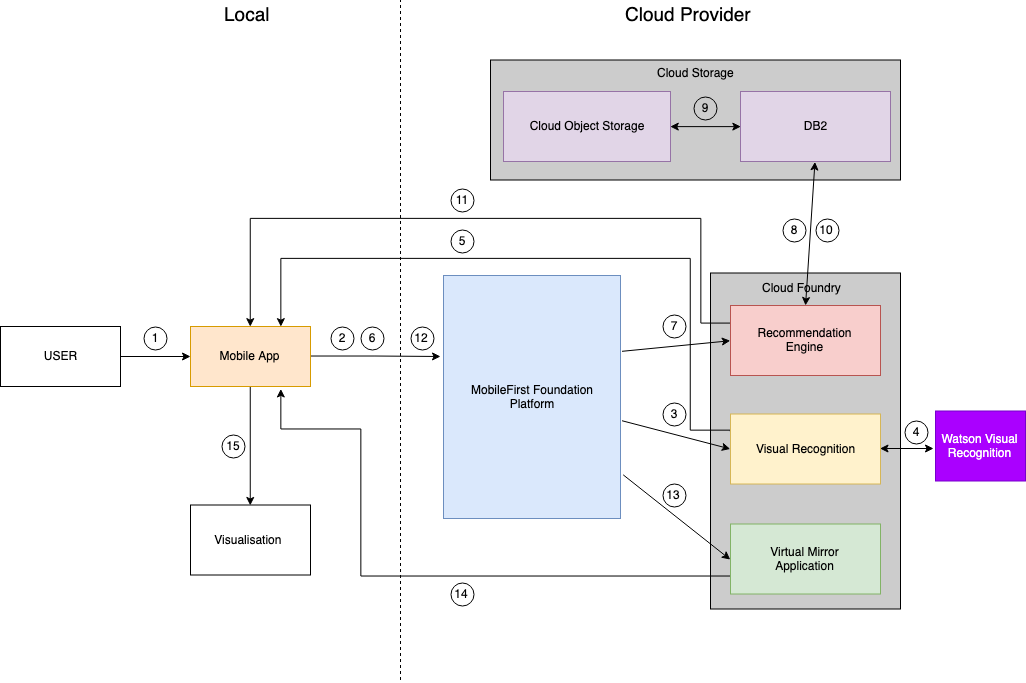 Local
Cloud Provider
Cloud Storage
Cloud Object Storage
9
DB2
11
8
10
5
Cloud Foundry
USER
1
Mobile App
2
6
12
MobileFirst Foundation
Platform
7
Recommendation
Engine
3
Visual Recognition
4
Watson Visual
Recognition
15
13
Visualisation
Virtual Mirror
Application
14